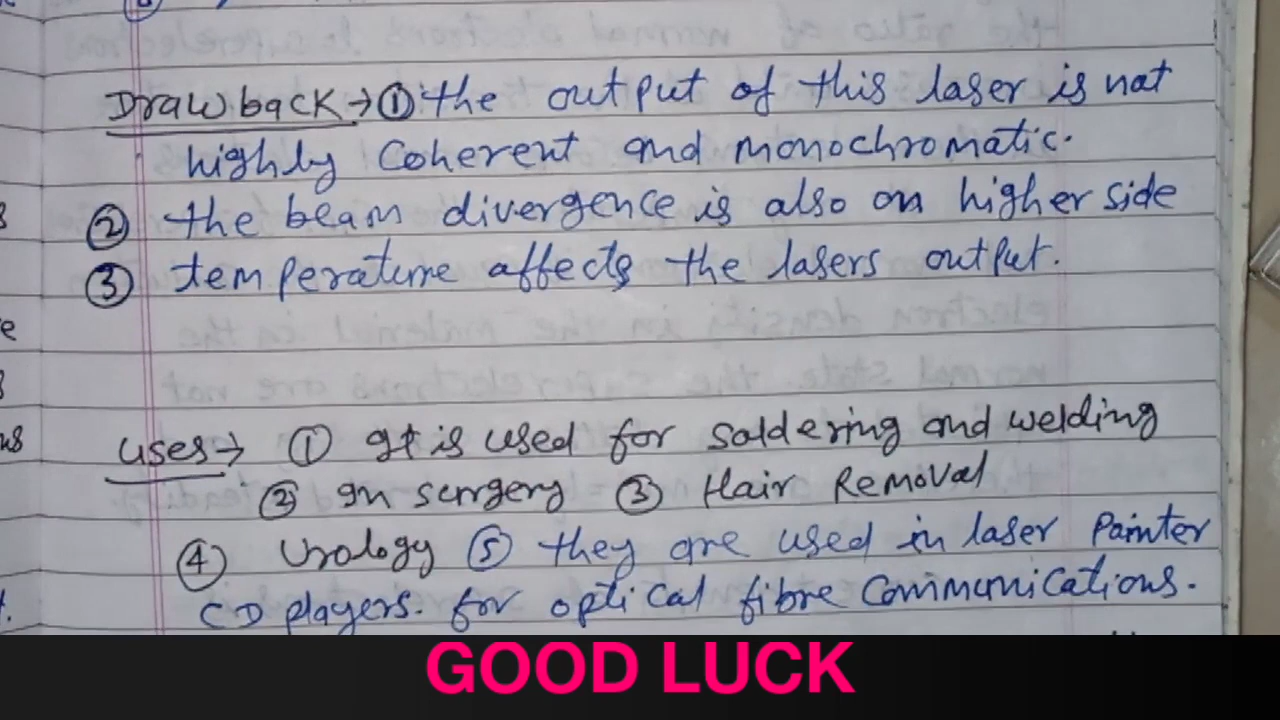 Drawback → ① the output of this laser is not
highly Coherent and monochromatic.
② the beam divergence is also on higher side
③ temperature affects the lasers output.
Uses → ① It is used for soldering and welding
② In surgery ③ Hair Removal
④ Urology ⑤ they are used in laser Painter
CD players. for optical fibre Communications.
GOOD LUCK